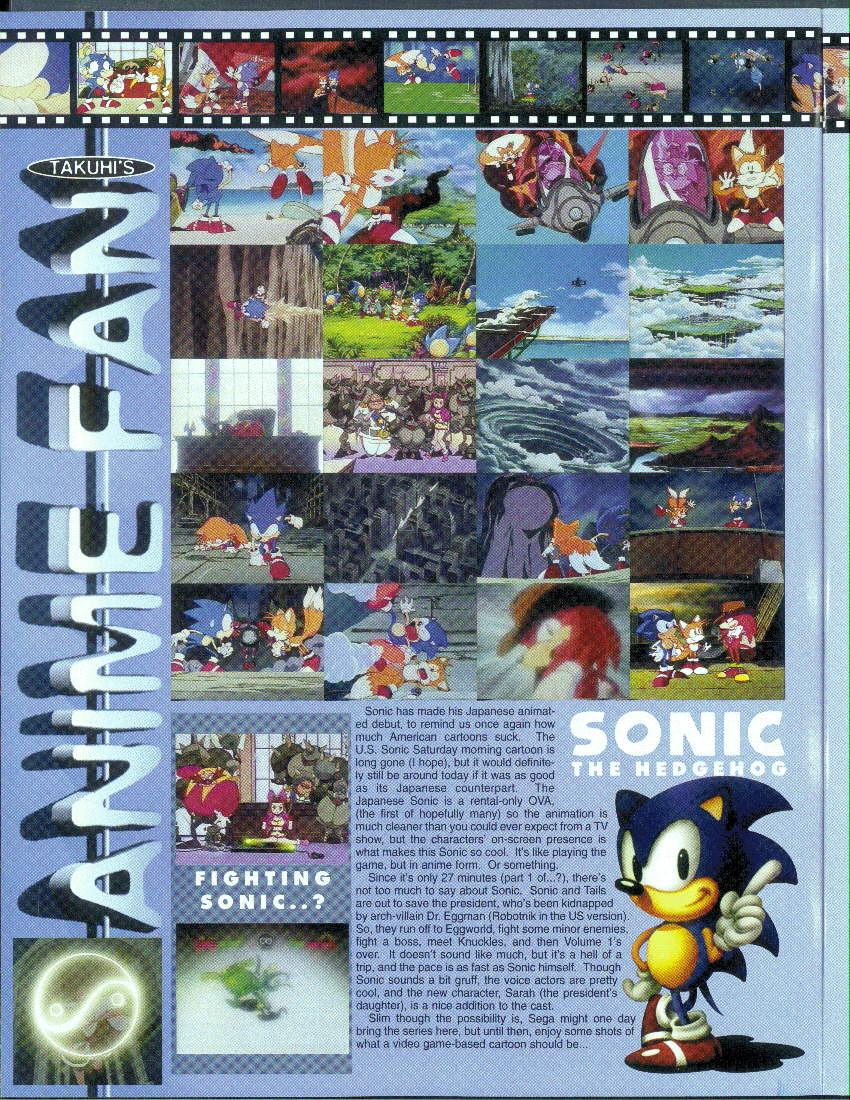 TAKUHI'S
ANIME FAN
Sonic has made his Japanese animat-
ed debut, to remind us once again how
much American cartoons suck. The
U.S. Sonic Saturday morning cartoon is
long gone (I hope), but it would definite-
ly still be around today if it was as good
as its Japanese counterpart. The
Japanese Sonic is a rental-only OVA,
(the first of hopefully many) so the animation is
much cleaner than you could ever expect from a TV
show, but the characters' on-screen presence is
what makes this Sonic so cool. It's like playing the
game, but in anime form. Or something.
Since it's only 27 minutes (part 1 of...?), there's
not too much to say about Sonic. Sonic and Tails
are out to save the president, who's been kidnapped
by arch-villain Dr. Eggman (Robotnik in the US version).
So, they run off to Eggworld, fight some minor enemies,
fight a boss, meet Knuckles, and then Volume 1's
over. It doesn't sound like much, but it's a hell of a
trip, and the pace is as fast as Sonic himself. Though
Sonic sounds a bit gruff, the voice actors are pretty
cool, and the new character, Sarah (the president's
daughter), is a nice addition to the cast.
Slim though the possibility is, Sega might one day
bring the series here, but until then, enjoy some shots of
what a video game-based cartoon should be...
SONIC
THE HEDGEHOG
FIGHTING
SONIC..?